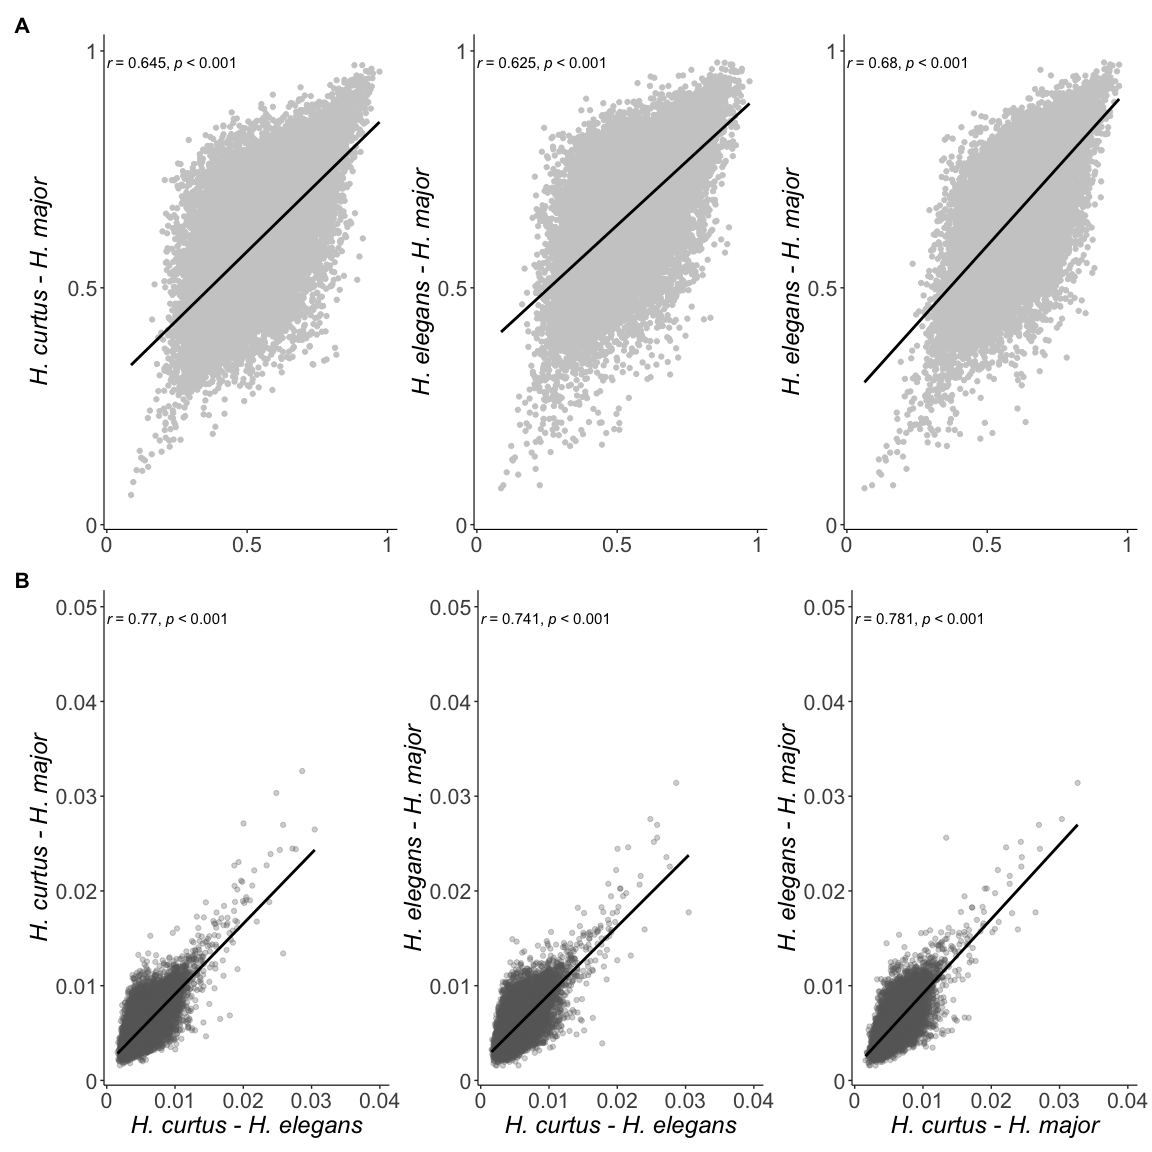 A
r = 0.645, p < 0.001
r = 0.625, p < 0.001
r = 0.68, p < 0.001
H. curtus - H. major
H. elegans - H. major
H. elegans - H. major
1
0.5
0
1
0.5
0
1
0.5
0
0 0.5 1
0 0.5 1
0 0.5 1
B
r = 0.77, p < 0.001
r = 0.741, p < 0.001
r = 0.781, p < 0.001
H. curtus - H. major
H. elegans - H. major
H. elegans - H. major
0.05
0.04
0.03
0.02
0.01
0
0.05
0.04
0.03
0.02
0.01
0
0.05
0.04
0.03
0.02
0.01
0
0 0.01 0.02 0.03 0.04
0 0.01 0.02 0.03 0.04
0 0.01 0.02 0.03 0.04
H. curtus - H. elegans
H. curtus - H. elegans
H. curtus - H. major